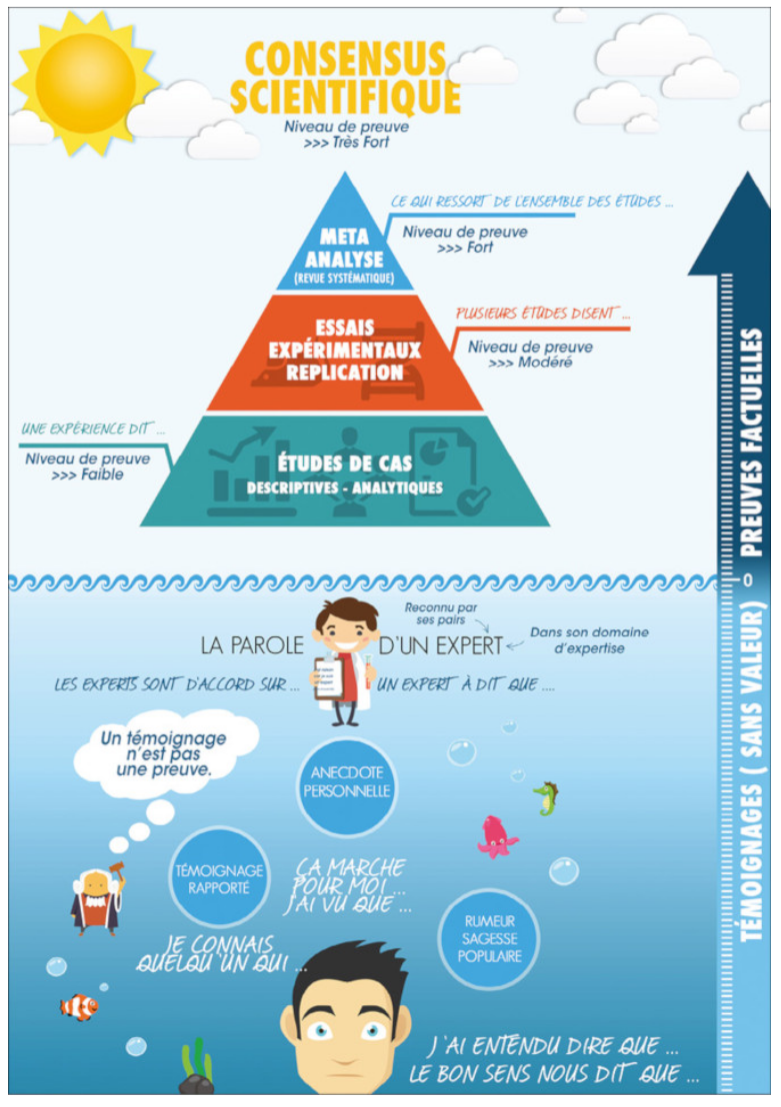 CONSENSUS
SCIENTIFIQUE
Niveau de preuve
>>> Très Fort
CE QUI RESSORT DE L'ENSEMBLE DES ÉTUDES ...
Niveau de preuve
>>> Fort
META
ANALYSE
(REVUE SYSTÉMATIQUE)
PLUSIEURS ÉTUDES DISENT ...
Niveau de preuve
>>> Modéré
ESSAIS
EXPÉRIMENTAUX
REPLICATION
UNE EXPÉRIENCE DIT ...
Niveau de preuve
>>> Faible
ÉTUDES DE CAS
DESCRIPTIVES - ANALYTIQUES
PREUVES FACTUELLES
0
TÉMOIGNAGES ( SANS VALEUR)
Reconnu par
ses pairs
LA PAROLE D'UN EXPERT
Dans son domaine
d'expertise
LES EXPERTS SONT D'ACCORD SUR ... UN EXPERT À DIT QUE ....
Un témoignage
n'est pas
une preuve.
ANECDOTE
PERSONNELLE
ÇA MARCHE
POUR MOI ...
J'AI VU QUE ...
TÉMOIGNAGE
RAPPORTÉ
JE CONNAIS
QUELQU'UN QUI ...
RUMEUR
SAGESSE
POPULAIRE
J'AI ENTENDU DIRE QUE ...
LE BON SENS NOUS DIT QUE ...